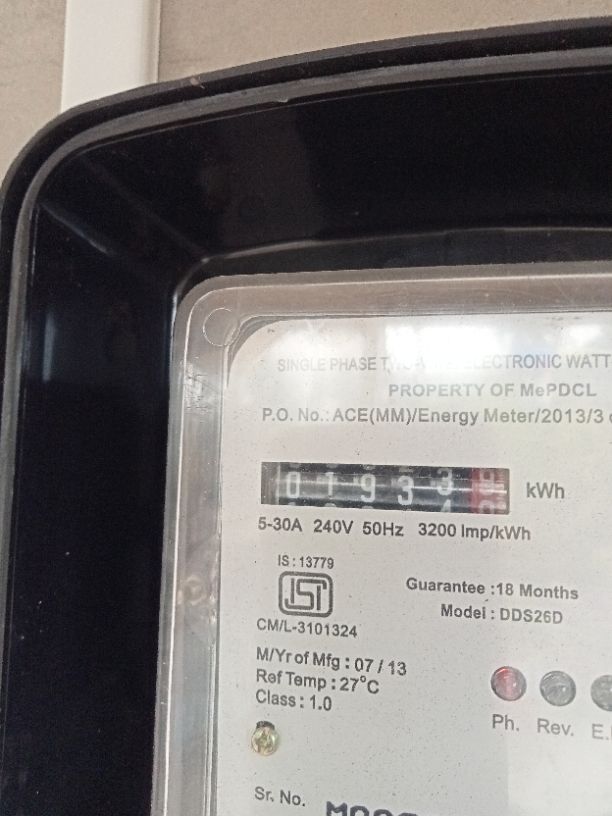 SINGLE PHASE TWO WIRE ELECTRONIC WATT
PROPERTY OF MePDCL
P.O. No.: ACE(MM)/Energy Meter/2013/3
0 1 9 3 3 kWh
5-30A 240V 50Hz 3200 Imp/kWh
IS : 13779
ISI
CM/L-3101324
Guarantee : 18 Months
Model : DDS26D
M/Yr of Mfg : 07 / 13
Ref Temp : 27°C
Class : 1.0
Ph. Rev. E.
Sr. No.